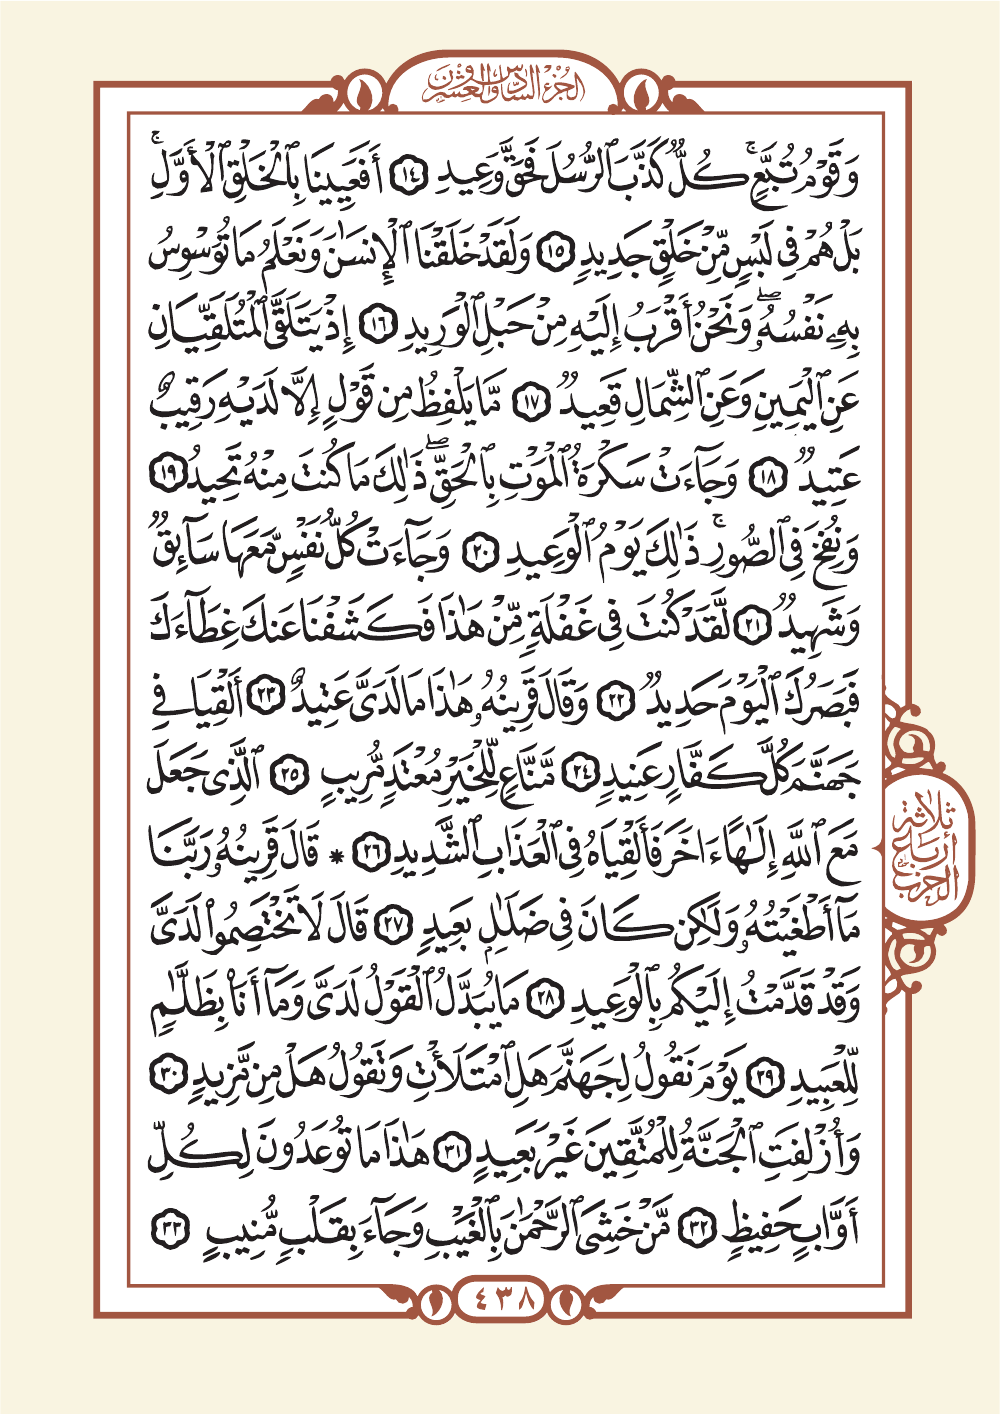 الجزء السادس والعشرون
وَقَوْمُ تُبَّعٍۚ كُلٌّ كَذَّبَ ٱلرُّسُلَ فَحَقَّ وَعِيدِ ١٤ أَفَعَيِينَا بِٱلْخَلْقِ ٱلْأَوَّلِۚ
بَلْ هُمْ فِى لَبْسٍ مِّنْ خَلْقٍ جَدِيدٍ ١٥ وَلَقَدْ خَلَقْنَا ٱلْإِنسَٰنَ وَنَعْلَمُ مَا تُوَسْوِسُ
بِهِۦ نَفْسُهُۥۖ وَنَحْنُ أَقْرَبُ إِلَيْهِ مِنْ حَبْلِ ٱلْوَرِيدِ ١٦ إِذْ يَتَلَقَّى ٱلْمُتَلَقِّيَانِ
عَنِ ٱلْيَمِينِ وَعَنِ ٱلشِّمَالِ قَعِيدٌ ١٧ مَّا يَلْفِظُ مِن قَوْلٍ إِلَّا لَدَيْهِ رَقِيبٌ
عَتِيدٌ ١٨ وَجَآءَتْ سَكْرَةُ ٱلْمَوْتِ بِٱلْحَقِّۖ ذَٰلِكَ مَا كُنتَ مِنْهُ تَحِيدُ ١٩
وَنُفِخَ فِى ٱلصُّورِۚ ذَٰلِكَ يَوْمُ ٱلْوَعِيدِ ٢٠ وَجَآءَتْ كُلُّ نَفْسٍ مَّعَهَا سَآئِقٌ
وَشَهِيدٌ ٢١ لَّقَدْ كُنتَ فِى غَفْلَةٍ مِّنْ هَٰذَا فَكَشَفْنَا عَنكَ غِطَآءَكَ
فَبَصَرُكَ ٱلْيَوْمَ حَدِيدٌ ٢٢ وَقَالَ قَرِينُهُۥ هَٰذَا مَا لَدَىَّ عَتِيدٌ ٢٣ أَلْقِيَا فِى
جَهَنَّمَ كُلَّ كَفَّارٍ عَنِيدٍ ٢٤ مَّنَّاعٍ لِّلْخَيْرِ مُعْتَدٍ مُّرِيبٍ ٢٥ ٱلَّذِى جَعَلَ
مَعَ ٱللَّهِ إِلَٰهًا ءَاخَرَ فَأَلْقِيَاهُ فِى ٱلْعَذَابِ ٱلشَّدِيدِ ٢٦ * قَالَ قَرِينُهُۥ رَبَّنَا
مَآ أَطْغَيْتُهُۥ وَلَٰكِن كَانَ فِى ضَلَٰلٍۭ بَعِيدٍ ٢٧ قَالَ لَا تَخْتَصِمُوا۟ لَدَىَّ
وَقَدْ قَدَّمْتُ إِلَيْكُم بِٱلْوَعِيدِ ٢٨ مَا يُبَدَّلُ ٱلْقَوْلُ لَدَىَّ وَمَآ أَنَا۠ بِظَلَّٰمٍ
لِّلْعَبِيدِ ٢٩ يَوْمَ نَقُولُ لِجَهَنَّمَ هَلِ ٱمْتَلَأْتِ وَتَقُولُ هَلْ مِن مَّزِيدٍ ٣٠
وَأُزْلِفَتِ ٱلْجَنَّةُ لِلْمُتَّقِينَ غَيْرَ بَعِيدٍ ٣١ هَٰذَا مَا تُوعَدُونَ لِكُلِّ
أَوَّابٍ حَفِيظٍ ٣٢ مَّنْ خَشِىَ ٱلرَّحْمَٰنَ بِٱلْغَيْبِ وَجَآءَ بِقَلْبٍ مُّنِيبٍ ٣٣
ثلاثة
أرباع
الحزب
٤٣٨